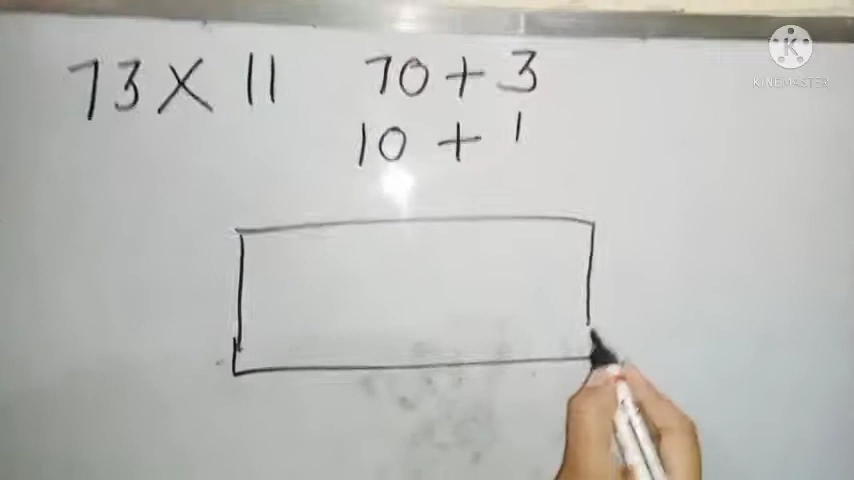 73 X 11
70 + 3
10 + 1
K
KINEMASTER